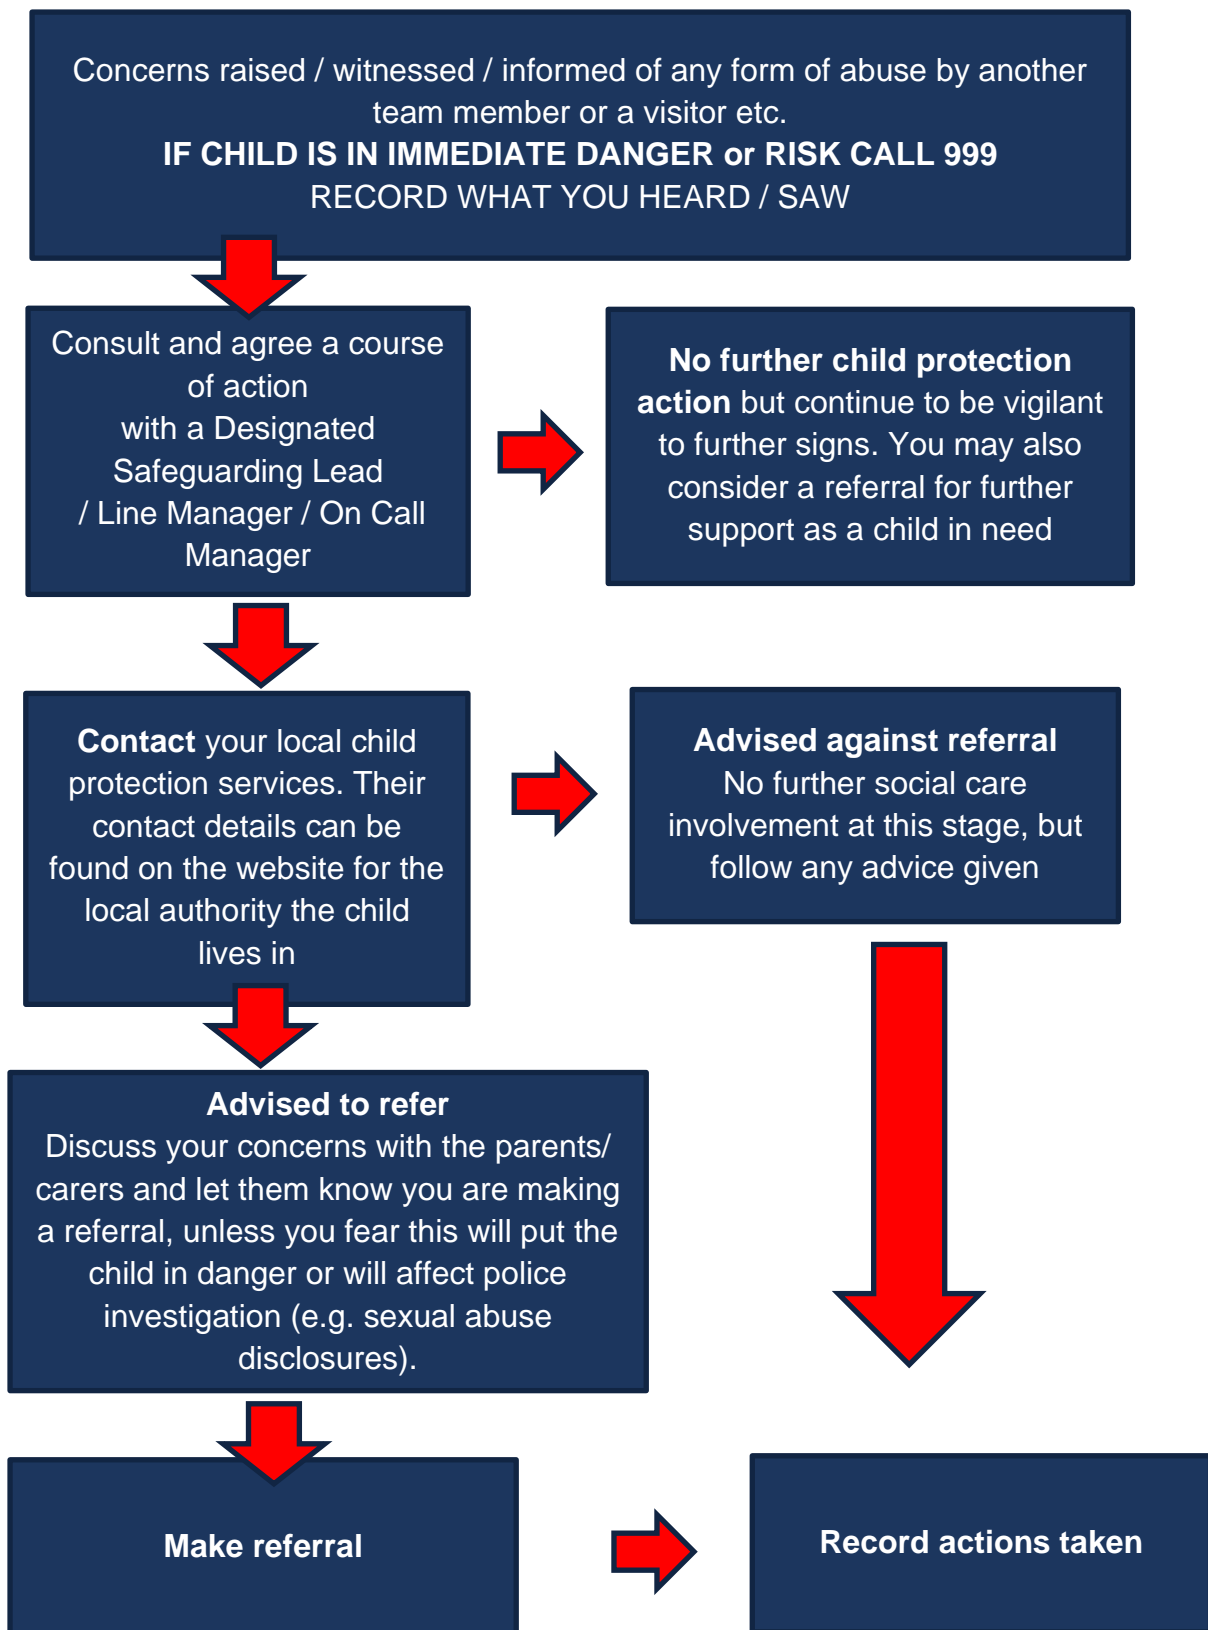 Concerns raised / witnessed / informed of any form of abuse by another
team member or a visitor etc.
IF CHILD IS IN IMMEDIATE DANGER or RISK CALL 999
RECORD WHAT YOU HEARD / SAW
Consult and agree a course
of action
with a Designated
Safeguarding Lead
/ Line Manager / On Call
Manager
No further child protection
action but continue to be vigilant
to further signs. You may also
consider a referral for further
support as a child in need
Contact your local child
protection services. Their
contact details can be
found on the website for the
local authority the child
lives in
Advised against referral
No further social care
involvement at this stage, but
follow any advice given
Advised to refer
Discuss your concerns with the parents/
carers and let them know you are making
a referral, unless you fear this will put the
child in danger or will affect police
investigation (e.g. sexual abuse
disclosures).
Make referral
Record actions taken